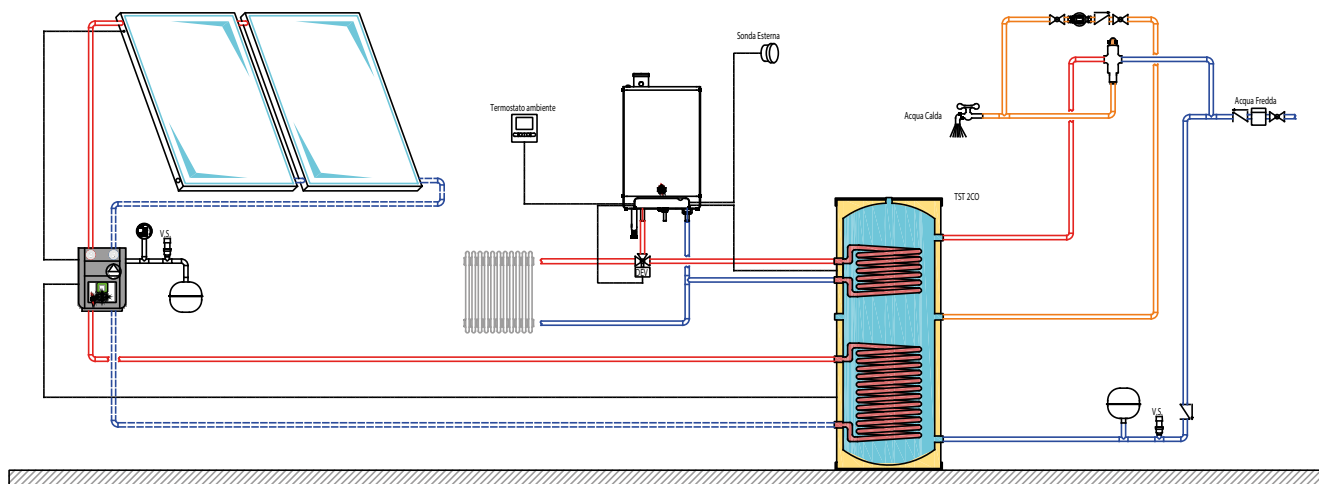 Sonda Esterna
Termostato ambiente
Acqua Calda
Acqua Fredda
TST 2CO
V.S.
DEV
V.S.